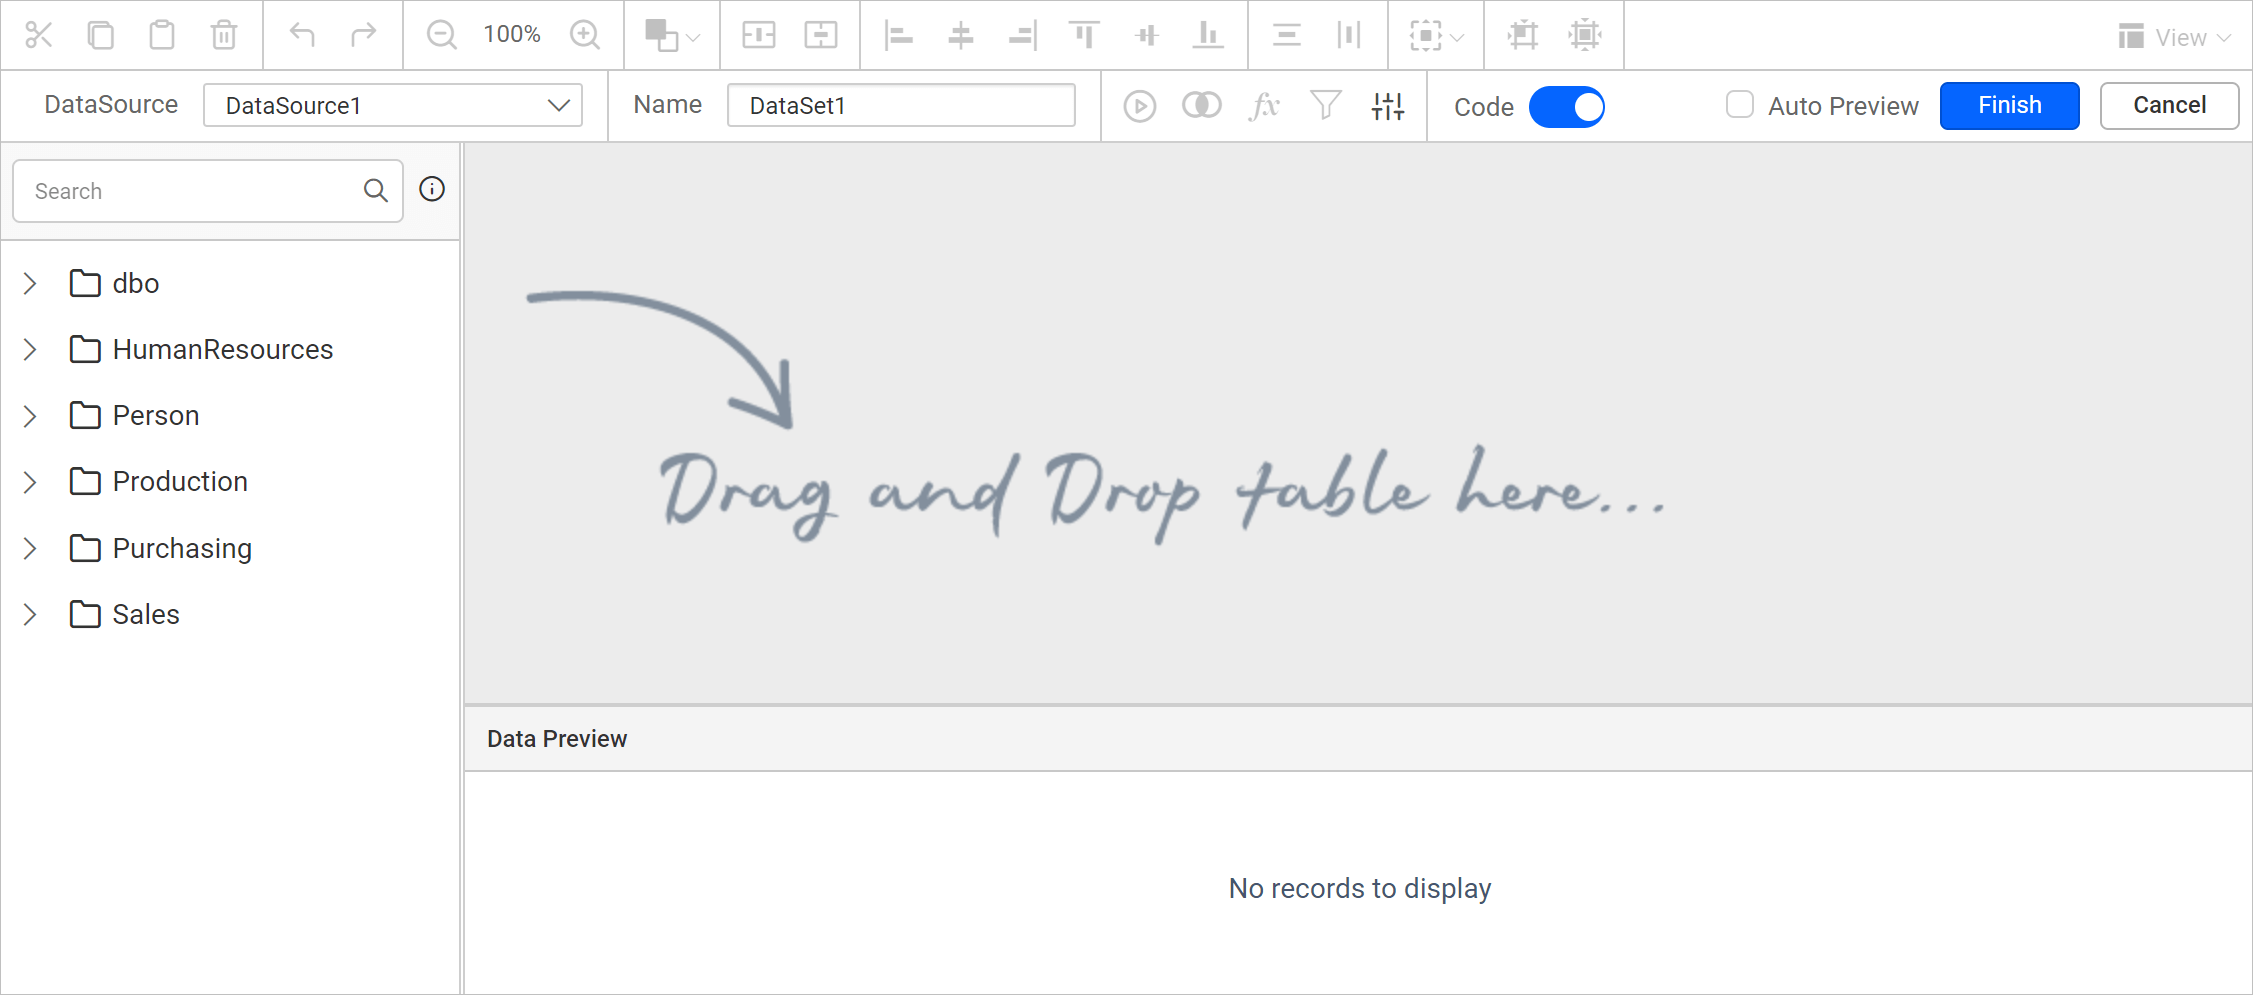 100%
View
DataSource
DataSource1
Name
DataSet1
fx
Code
Auto Preview
Finish
Cancel
Search
dbo
HumanResources
Person
Production
Purchasing
Sales
Drag and Drop table here...
Data Preview
No records to display